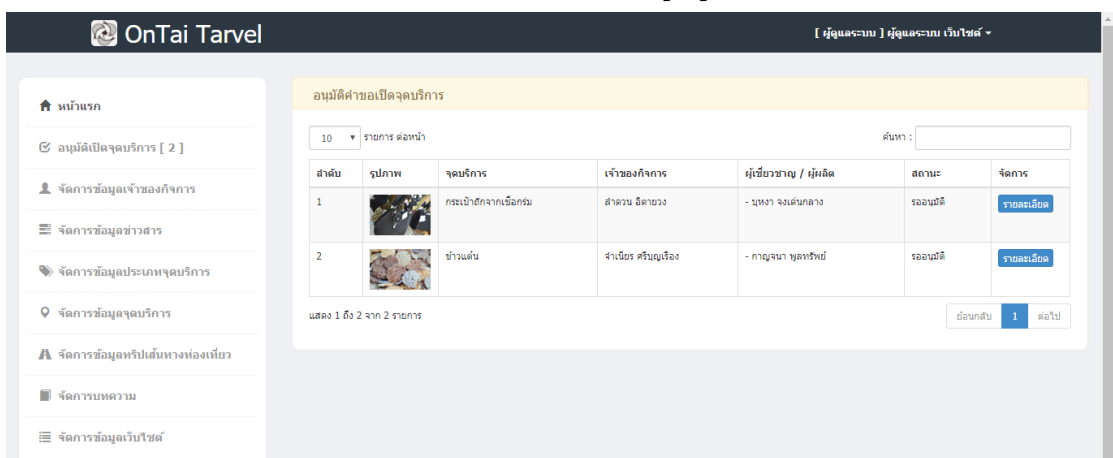 OnTai Tarvel
[ ผู้ดูแลระบบ ] ผู้ดูแลระบบ เว็บไซต์
หน้าแรก
อนุมัติเปิดจุดบริการ [ 2 ]
จัดการข้อมูลเจ้าของกิจการ
จัดการข้อมูลข่าวสาร
จัดการข้อมูลประเภทจุดบริการ
จัดการข้อมูลจุดบริการ
จัดการข้อมูลทริปเส้นทางท่องเที่ยว
จัดการบทความ
จัดการข้อมูลเว็บไซต์
อนุมัติคำขอเปิดจุดบริการ
10 รายการ ต่อหน้า ค้นหา :
ลำดับ รูปภาพ จุดบริการ เจ้าของกิจการ ผู้เชี่ยวชาญ / ผู้ผลิต สถานะ จัดการ
1 กระเป๋าถักจากเชือกร่ม ลำดวน อิตายวง - บุหงา จงเด่นกลาง รออนุมัติ รายละเอียด
2 ข้าวแต๋น จำเนียร ศรีบุญเรือง - กาญจนา พูลทรัพย์ รออนุมัติ รายละเอียด
แสดง 1 ถึง 2 จาก 2 รายการ ย้อนกลับ 1 ต่อไป